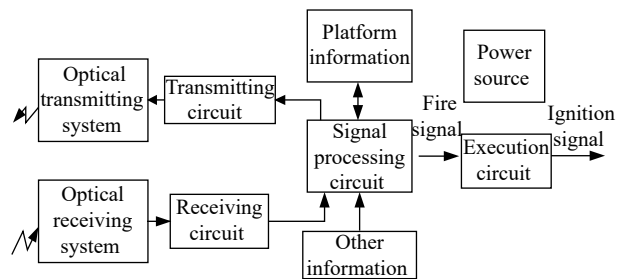 Optical
transmitting
system
Transmitting
circuit
Platform
information
Power
source
Fire
signal
Ignition
signal
Signal
processing
circuit
Execution
circuit
Optical
receiving
system
Receiving
circuit
Other
information